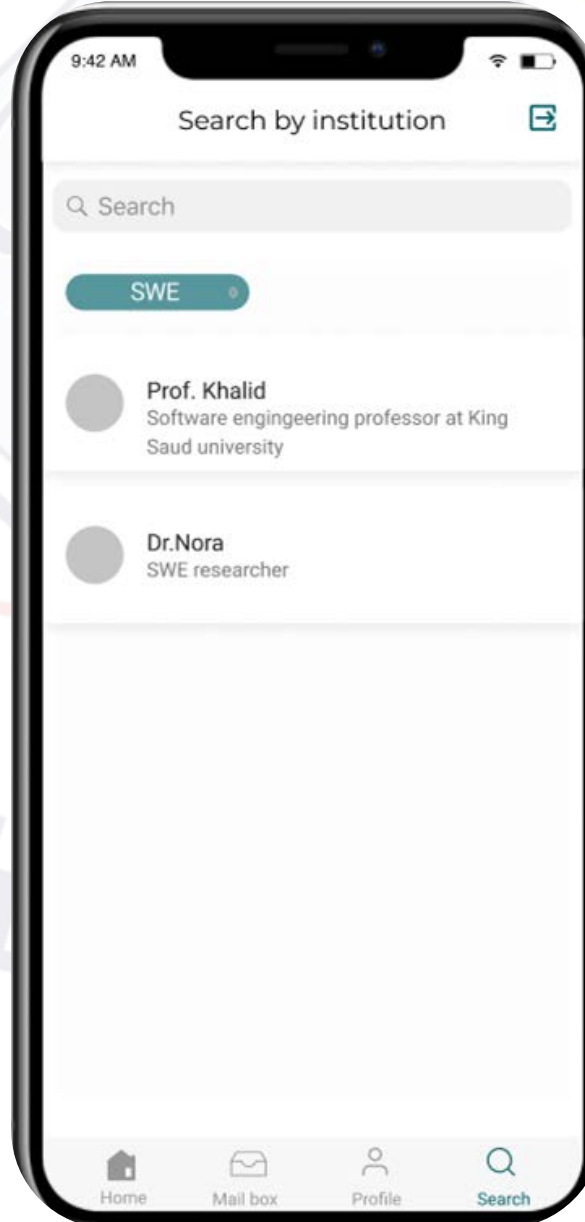 9:42 AM
Search by institution
Search
SWE
Prof. Khalid
Software engingeering professor at King
Saud university
Dr.Nora
SWE researcher
Home
Mail box
Profile
Search